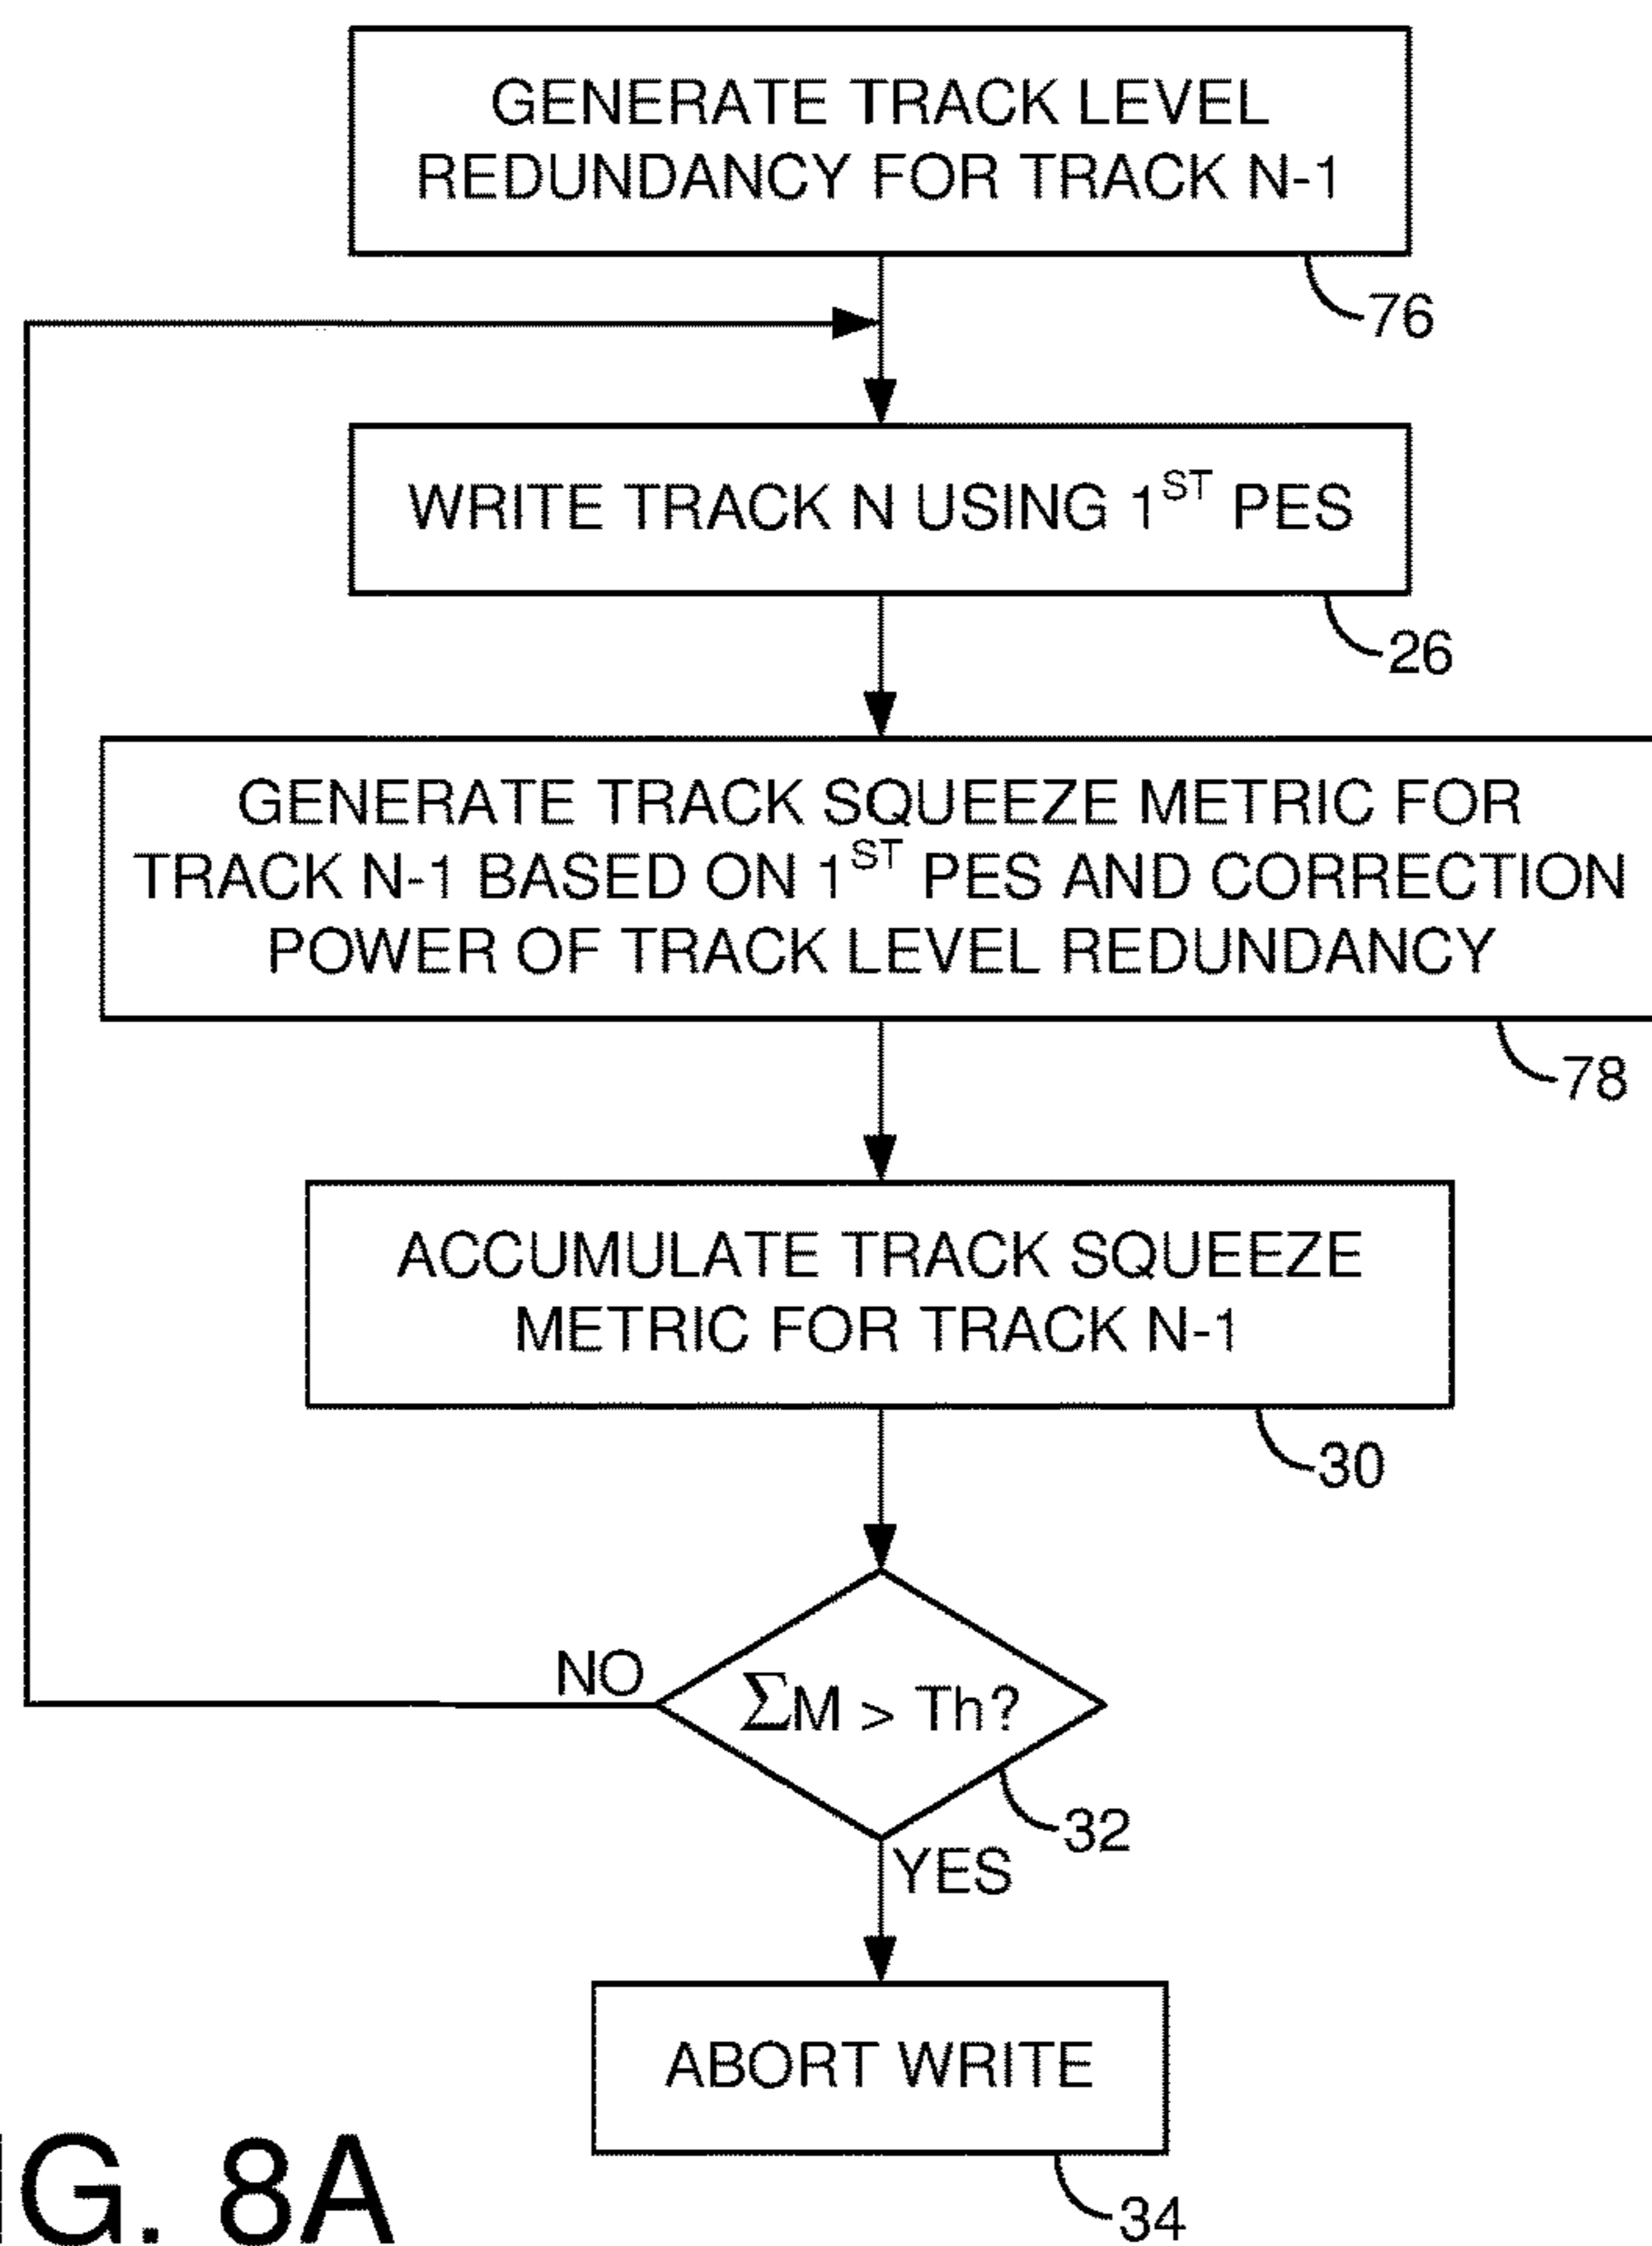 GENERATE TRACK LEVEL
REDUNDANCY FOR TRACK N-1
76
WRITE TRACK N USING 1ST PES
26
GENERATE TRACK SQUEEZE METRIC FOR
TRACK N-1 BASED ON 1ST PES AND CORRECTION
POWER OF TRACK LEVEL REDUNDANCY
78
ACCUMULATE TRACK SQUEEZE
METRIC FOR TRACK N-1
30
NO
ΣM > Th?
32
YES
ABORT WRITE
34
IG. 8A